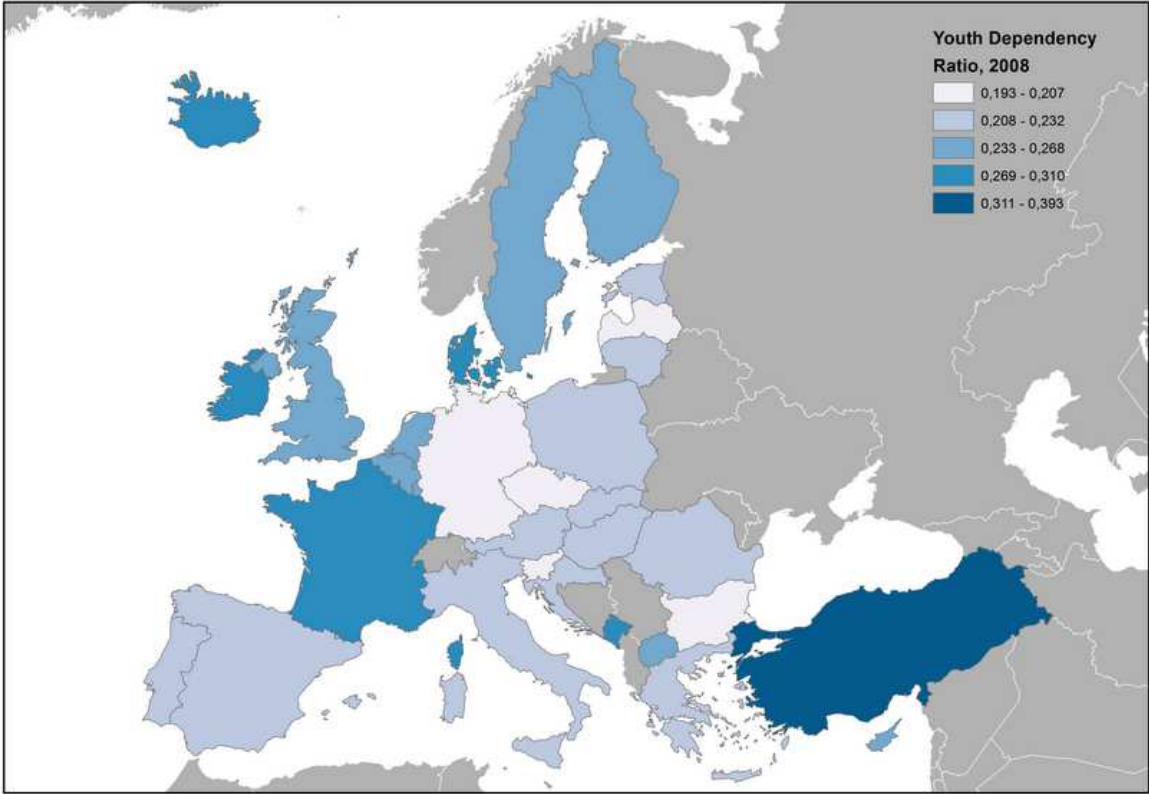 Youth Dependency
Ratio, 2008
0,193 - 0,207
0,208 - 0,232
0,233 - 0,268
0,269 - 0,310
0,311 - 0,393